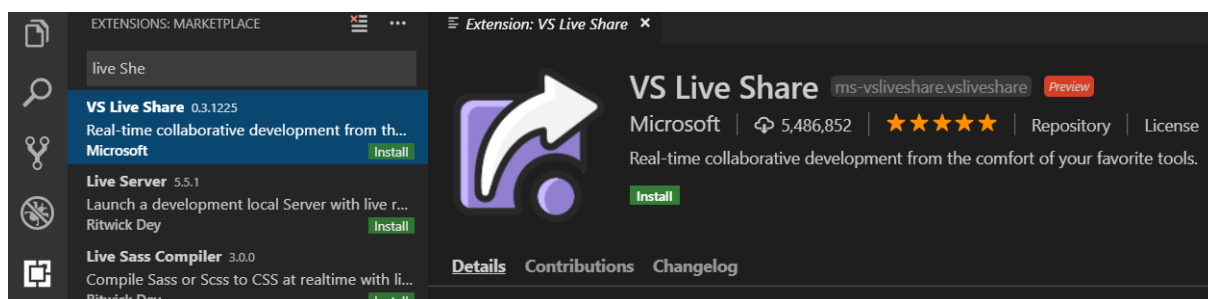 EXTENSIONS: MARKETPLACE
live She
VS Live Share 0.3.1225
Real-time collaborative development from th...
Microsoft Install
Live Server 5.5.1
Launch a development local Server with live r...
Ritwick Dey Install
Live Sass Compiler 3.0.0
Compile Sass or Scss to CSS at realtime with li...
Ritwick Dey Install
Extension: VS Live Share
VS Live Share ms-vsliveshare.vsliveshare Preview
Microsoft 5,486,852 Repository License
Real-time collaborative development from the comfort of your favorite tools.
Install
Details Contributions Changelog